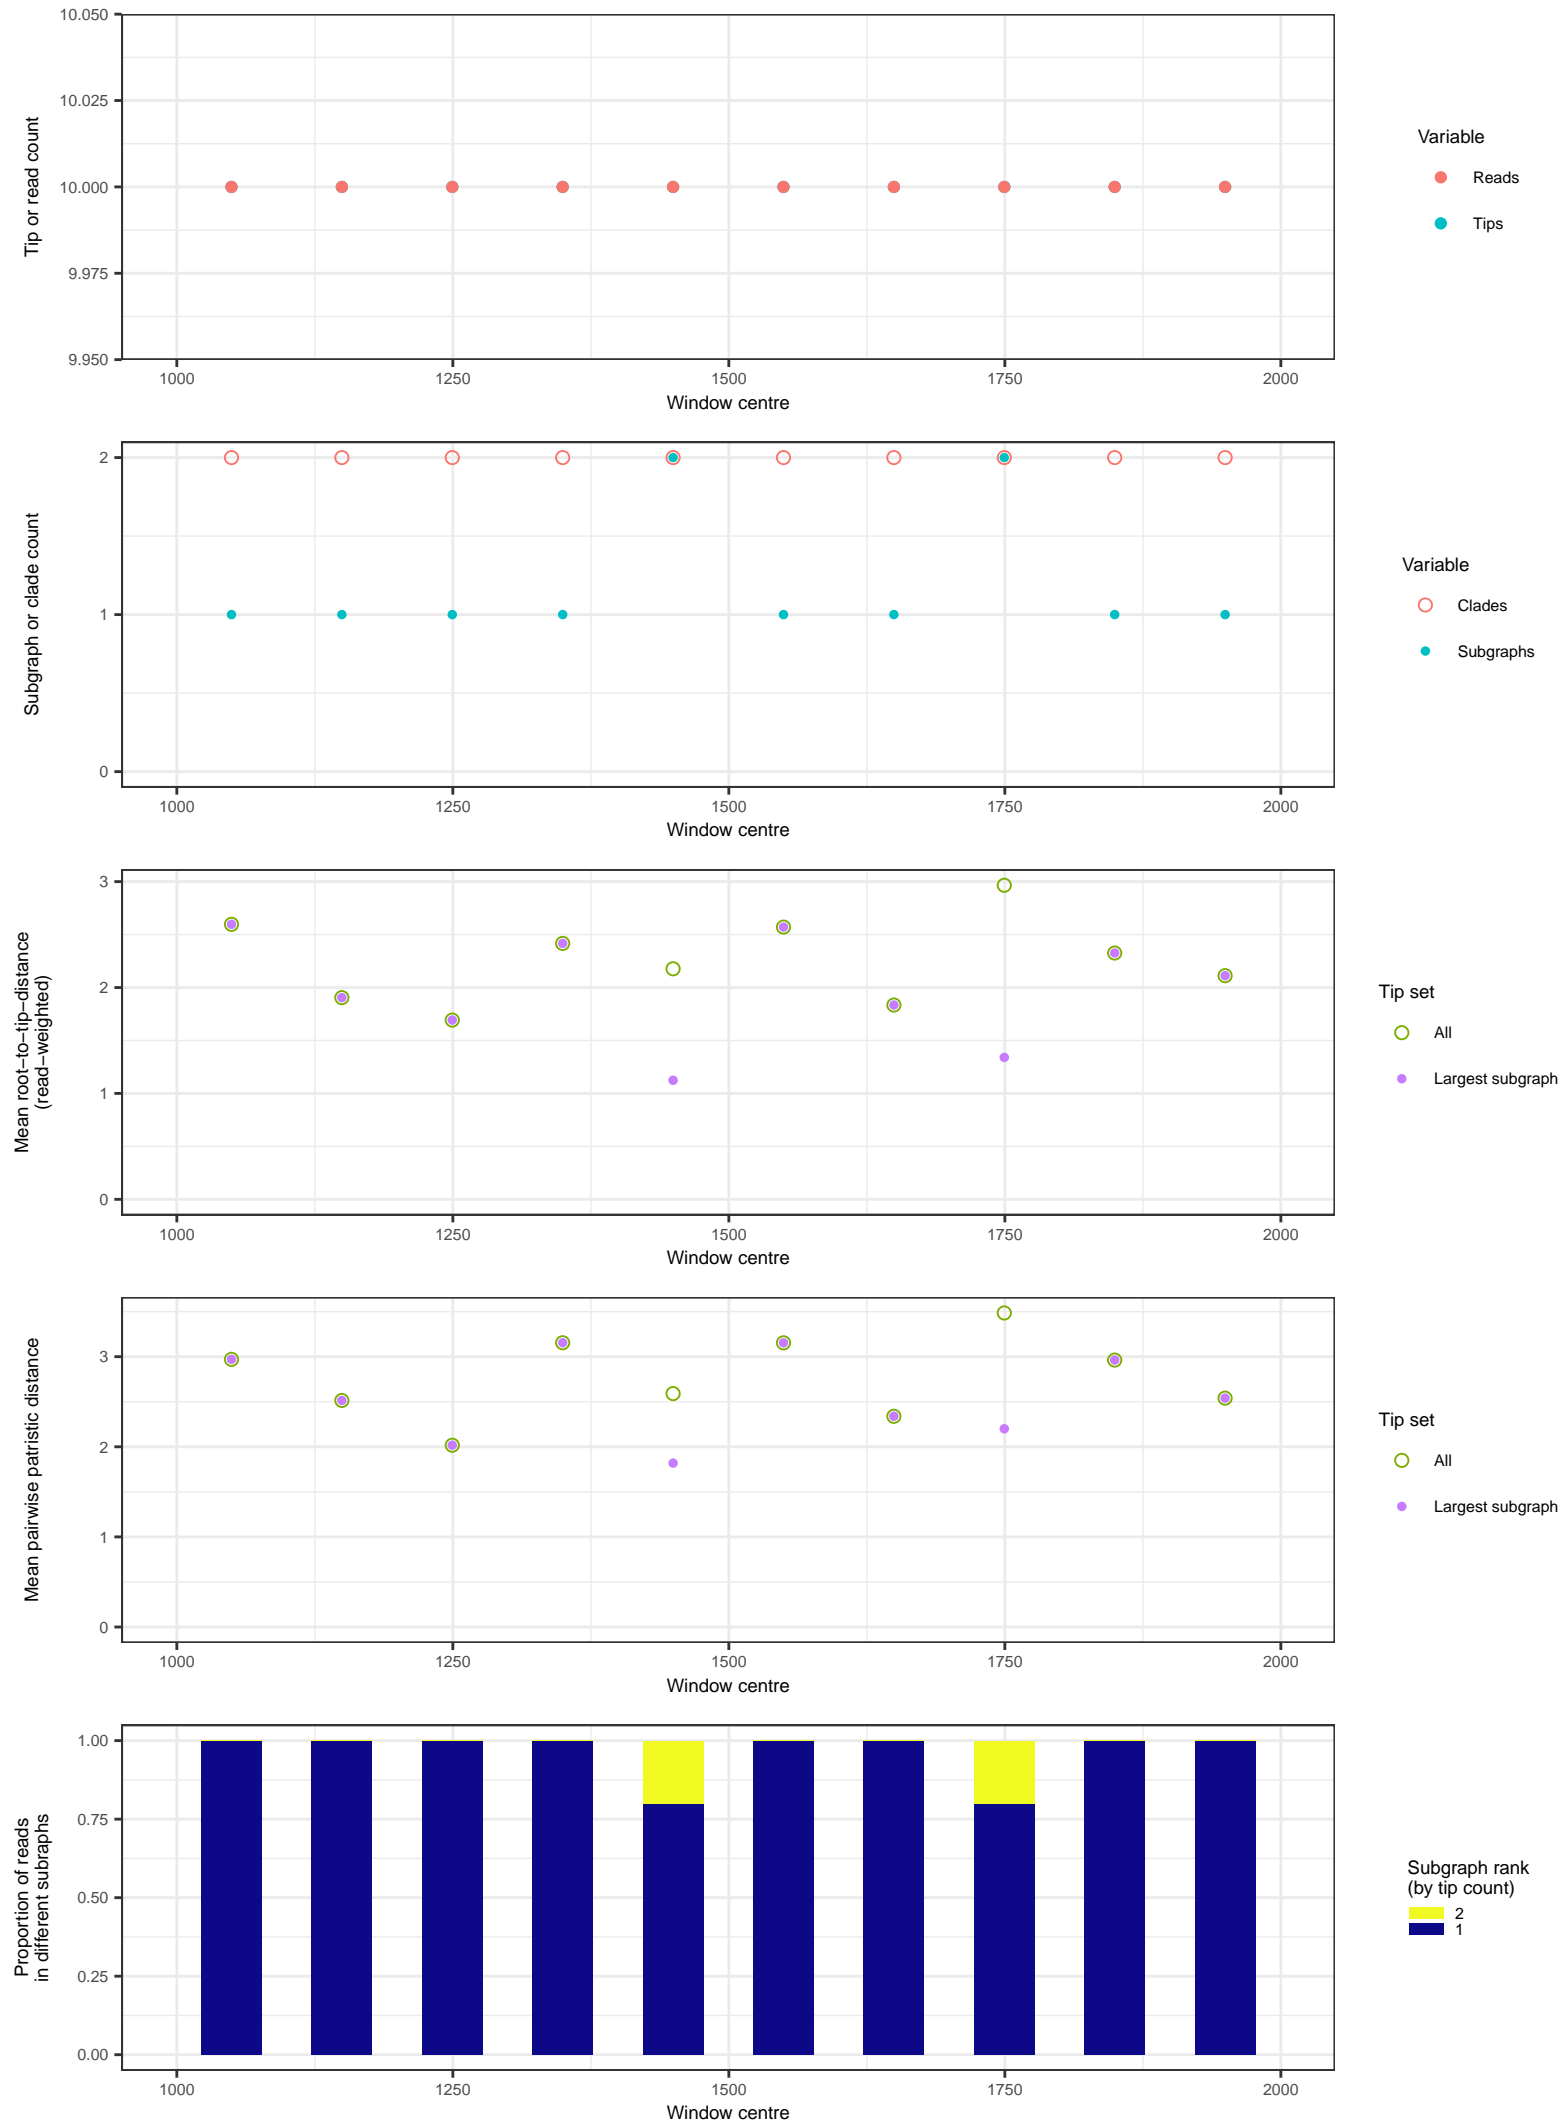 10.050
10.025
10.000
9.975
9.950
Tip or read count
1000 1250 1500 1750 2000
Window centre
Variable
Reads
Tips
2
1
0
Subgraph or clade count
1000 1250 1500 1750 2000
Window centre
Variable
Clades
Subgraphs
3
2
1
0
Mean root−to−tip−distance
(read−weighted)
1000 1250 1500 1750 2000
Window centre
Tip set
All
Largest subgraph
3
2
1
0
Mean pairwise patristic distance
1000 1250 1500 1750 2000
Window centre
Tip set
All
Largest subgraph
1.00
0.75
0.50
0.25
0.00
Proportion of reads
in different subraphs
1000 1250 1500 1750 2000
Window centre
Subgraph rank
(by tip count)
2
1